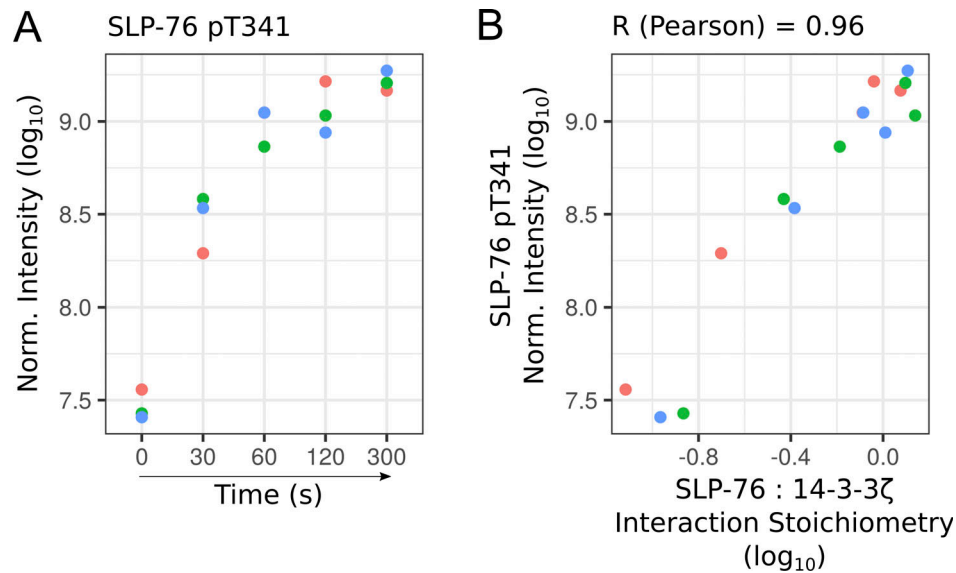 A
SLP-76 pT341
Norm. Intensity (log10)
9.0
8.5
8.0
7.5
0 30 60 120 300
Time (s)
B
R (Pearson) = 0.96
SLP-76 pT341
Norm. Intensity (log10)
9.0
8.5
8.0
7.5
-0.8 -0.4 0.0
SLP-76 : 14-3-3ζ
Interaction Stoichiometry
(log10)